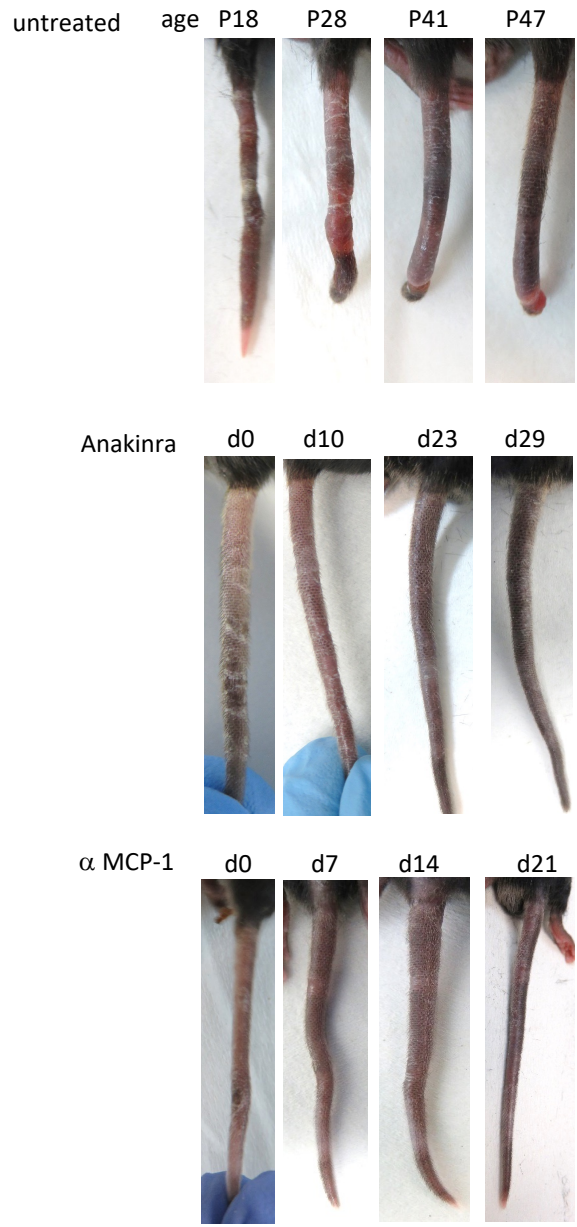 untreated age P18 P28 P41 P47
Anakinra d0 d10 d23 d29
α MCP-1 d0 d7 d14 d21